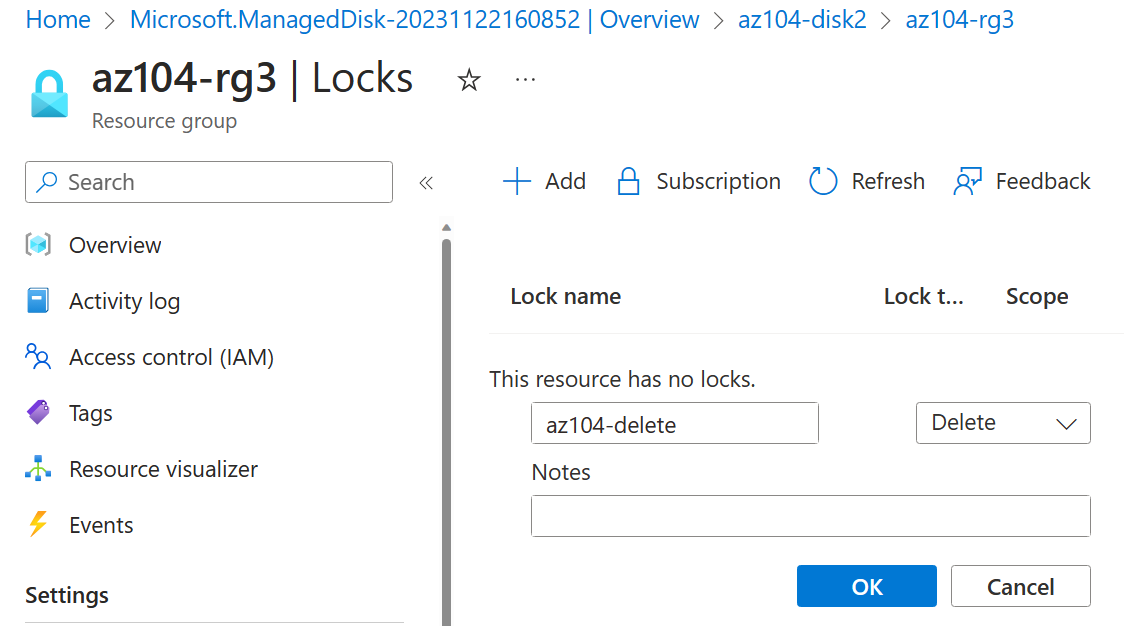 Home > Microsoft.ManagedDisk-20231122160852 | Overview > az104-disk2 > az104-rg3
az104-rg3 | Locks ...
Resource group
Search «
Add Subscription Refresh Feedback
Overview
Activity log
Access control (IAM)
Tags
Resource visualizer
Events
Settings
Lock name Lock t... Scope
This resource has no locks.
az104-delete Delete
Notes
OK Cancel